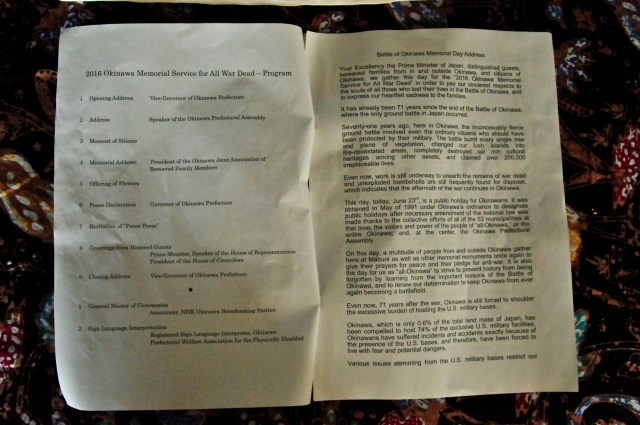 2016 Okinawa Memorial Service for All War Dead – Program
1 Opening Address Vice-Governor of Okinawa Prefecture
2 Address Speaker of the Okinawa Prefectural Assembly
3 Moment of Silence
4 Memorial Address President of the Okinawa Joint Association of
Bereaved Family Members
5 Offering of Flowers
6 Peace Declaration Governor of Okinawa Prefecture
7 Recitation of "Peace Poem"
8 Greetings from Honored Guests
Prime Minister, Speaker of the House of Representatives
President of the House of Councilors
9 Closing Address Vice-Governor of Okinawa Prefecture
1 General Master of Ceremonies
Announcer, NHK Okinawa Broadcasting Station
2 Sign Language Interpretation
Registered Sign Language Interpreter, Okinawa
Prefectural Welfare Association for the Physically Disabled
Battle of Okinawa Memorial Day Address
Your Excellency the Prime Minister of Japan, distinguished guests,
bereaved families from in and outside Okinawa, and citizens of
Okinawa, we gather this day for the "2016 Okinawa Memorial
Service for All War Dead" in order to pay our sincerest respects to
the souls of all those who lost their lives in the Battle of Okinawa, and
to express our heartfelt sadness to the families.
It has already been 71 years since the end of the Battle of Okinawa,
where the only ground battle in Japan occurred.
Seventy-one years ago, here in Okinawa, the inconceivably fierce
ground battle involved even the ordinary citizens who should have
been protected by their military. The battle burnt every single tree
and piece of vegetation, changed our lush islands into
fire-devastated areas, completely destroyed our rich cultural
heritages among other assets, and claimed over 200,000
irreplaceable lives.
Even now, work is still underway to unearth the remains of war dead
and unexploded bombshells are still frequently found for disposal,
which indicates that the aftermath of the war continues in Okinawa.
This day, today, June 23rd, is a public holiday for Okinawans. It was
obtained in May of 1991 under Okinawa's ordinance to designate
public holidays after necessary amendment of the national law was
made thanks to the collective efforts of all of the 53 municipalities at
that time, the voices and power of the people of "all-Okinawa," or the
entire Okinawa; and, at the center, the Okinawa Prefectural
Assembly.
On this day, a multitude of people from and outside Okinawa gather
here at Mabuni as well as other memorial monuments once again to
give their prayers for peace and their pledge for anti-war. It is also
the day for us as "all-Okinawa" to strive to prevent history from being
forgotten by learning from the important lessons of the Battle of
Okinawa, and to renew our determination to keep Okinawa from ever
again becoming a battlefield.
Even now, 71 years after the war, Okinawa is still forced to shoulder
the excessive burden of hosting the U.S. military bases.
Okinawa, which is only 0.6% of the total land mass of Japan, has
been compelled to host 74% of the exclusive U.S. military facilities.
Okinawans have suffered incidents and accidents exactly because of
the presence of the U.S. bases, and therefore, have been forced to
live with fear and potential dangers.
Various issues stemming from the U.S. military bases restrict our